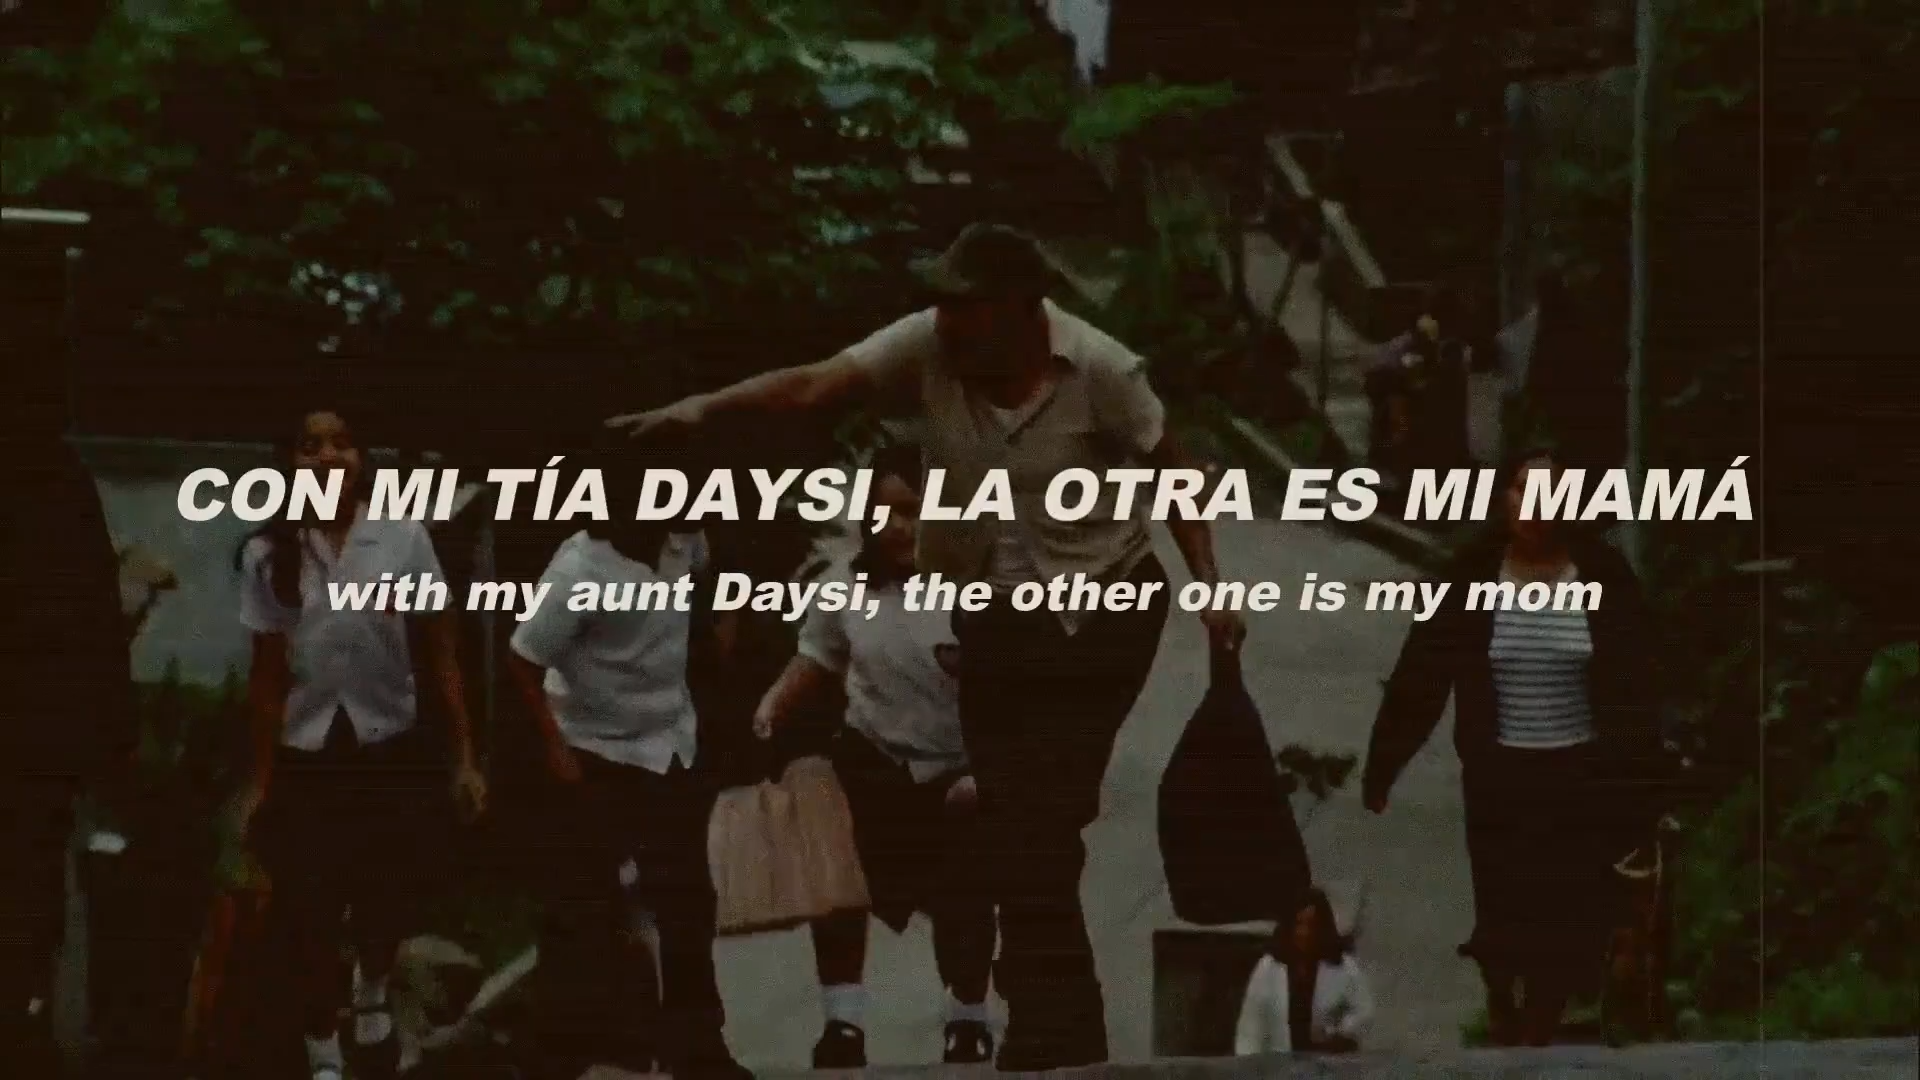 CON MI TÍA DAYSI, LA OTRA ES MI MAMÁ
with my aunt Daysi, the other one is my mom